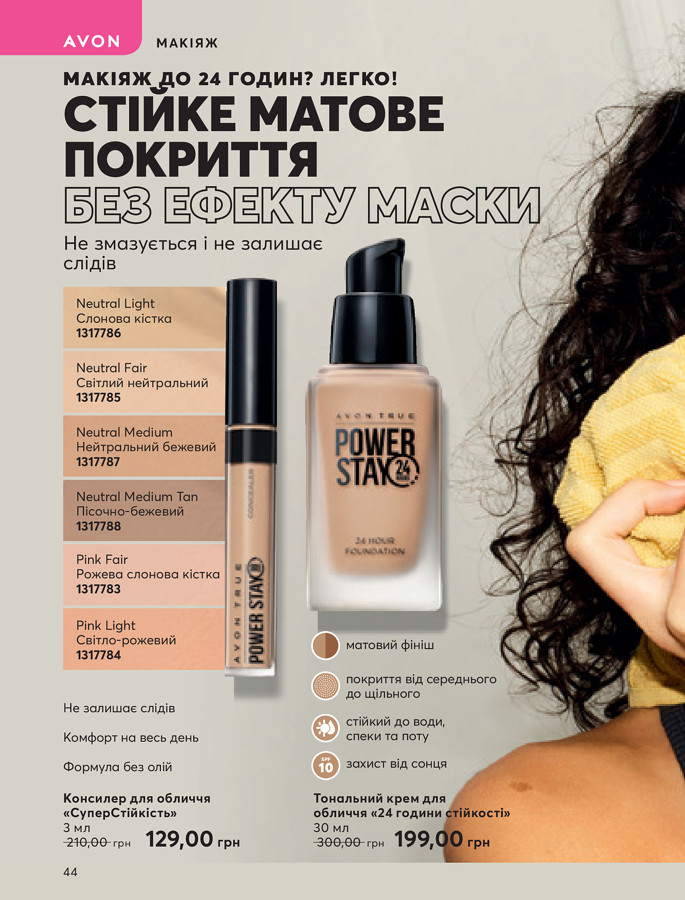 AVON
МАКІЯЖ
МАКІЯЖ ДО 24 ГОДИН? ЛЕГКО!
СТІЙКЕ МАТОВЕ
ПОКРИТТЯ
БЕЗ ЕФЕКТУ МАСКИ
Не змазується і не залишає
слідів
Neutral Light
Слонова кістка
1317786
Neutral Fair
Світлий нейтральний
1317785
Neutral Medium
Нейтральний бежевий
1317787
Neutral Medium Tan
Пісочно-бежевий
1317788
Pink Fair
Рожева слонова кістка
1317783
Pink Light
Світло-рожевий
1317784
CONCEALER
AVON TRUE
POWER STAY
AVON TRUE
POWER
STAY 24
HOURS
24 HOUR
FOUNDATION
матовий фініш
покриття від середнього
до щільного
стійкий до води,
спеки та поту
SPF
10
захист від сонця
Не залишає слідів
Комфорт на весь день
Формула без олій
Консилер для обличчя
«СуперСтійкість»
3 мл
210,00 грн 129,00 грн
Тональний крем для
обличчя «24 години стійкості»
30 мл
300,00 грн 199,00 грн
44